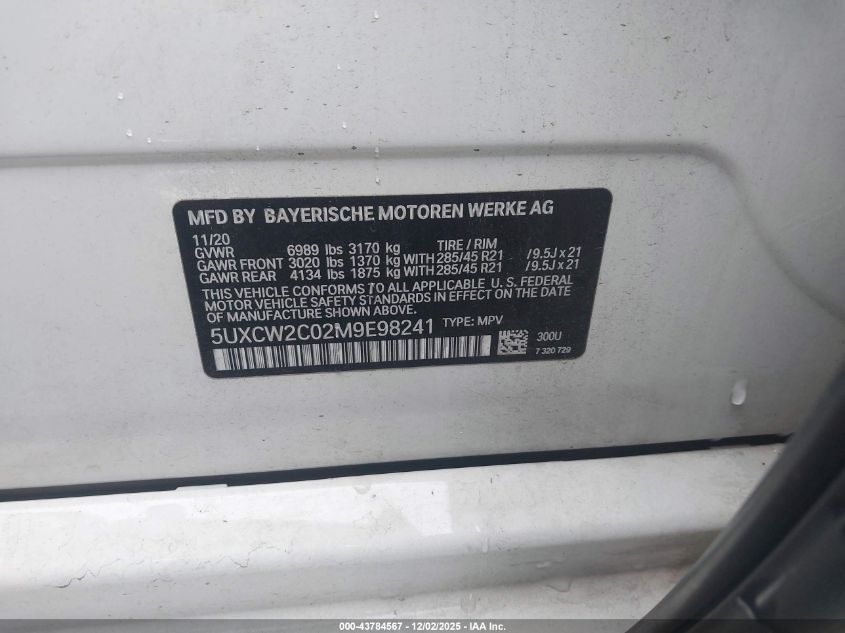 MFD BY BAYERISCHE MOTOREN WERKE AG
11/20
GVWR 6989 lbs 3170 kg TIRE / RIM
GAWR FRONT 3020 lbs 1370 kg WITH 285/45 R21 /9.5J x 21
GAWR REAR 4134 lbs 1875 kg WITH 285/45 R21 /9.5J x 21
THIS VEHICLE CONFORMS TO ALL APPLICABLE U.S. FEDERAL
MOTOR VEHICLE SAFETY STANDARDS IN EFFECT ON THE DATE
OF MANUFACTURE SHOWN ABOVE.
5UXCW2C02M9E98241 TYPE: MPV
300U
7 320 729
000-43784567 - 12/02/2025 - IAA Inc.